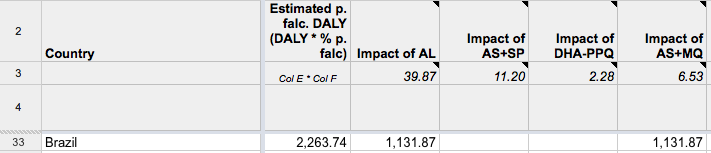 2 Country Estimated p. falc. DALY (DALY * % p. falc) Impact of AL Impact of AS+SP Impact of DHA-PPQ Impact of AS+MQ
3 Col E * Col F 39.87 11.20 2.28 6.53
4
33 Brazil 2,263.74 1,131.87 1,131.87